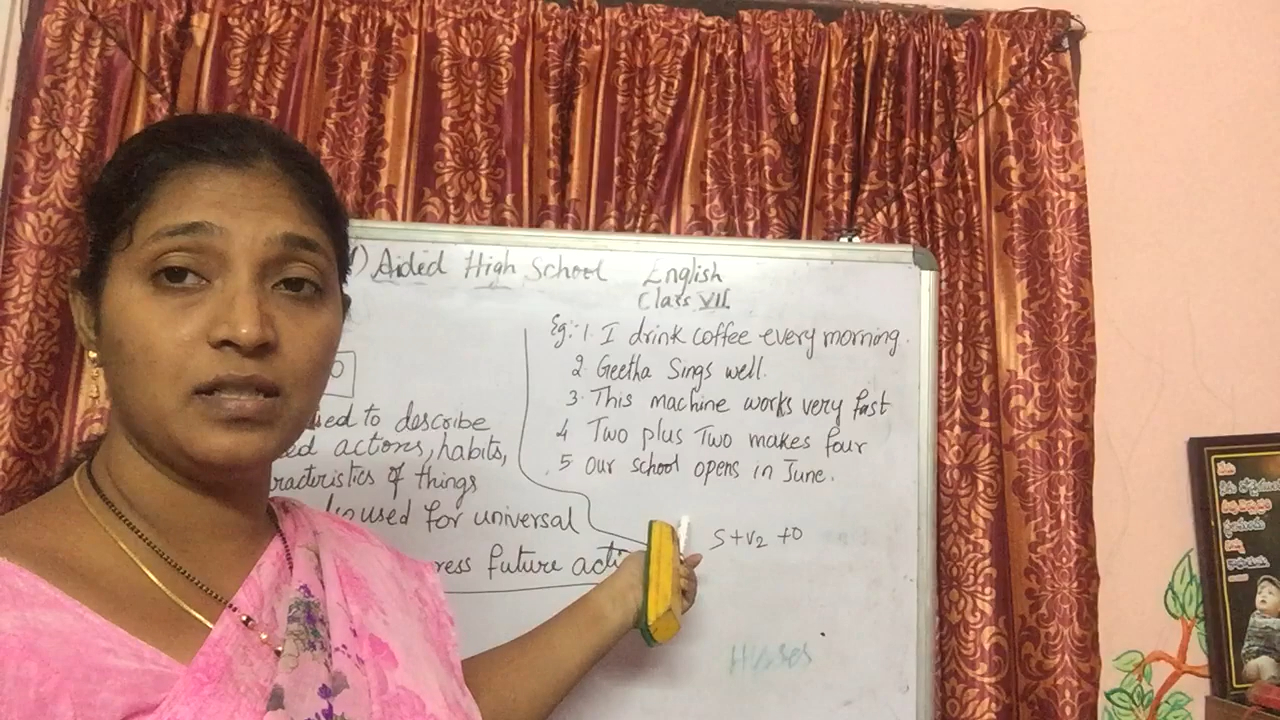 Aided High School English
Class VII
O
used to describe
ed actions, habits,
racteristics of things
used for universal
ress future acti
Eg:- 1. I drink coffee every morning.
2. Geetha Sings well.
3. This machine works very fast
4 Two plus Two makes four
5 our school opens in June.
S+V2 +O